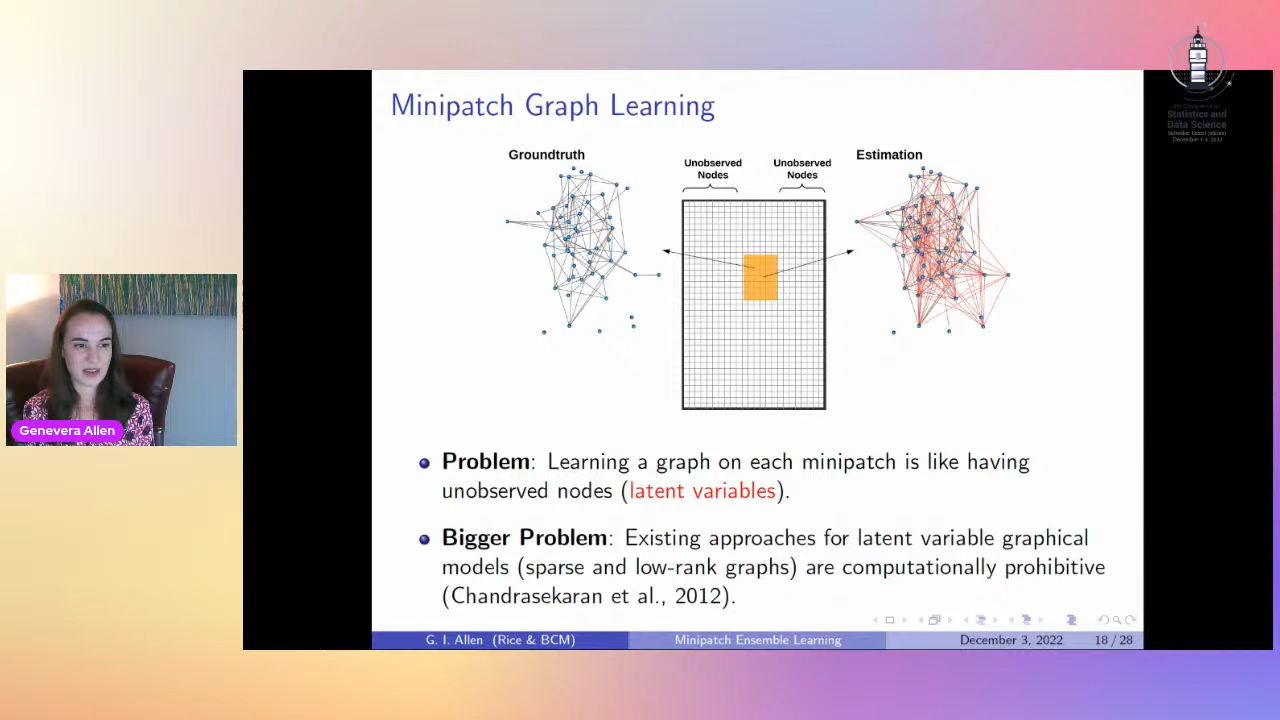 Minipatch Graph Learning
Groundtruth
Unobserved
Nodes
Unobserved
Nodes
Estimation
Problem: Learning a graph on each minipatch is like having
unobserved nodes (latent variables).
Bigger Problem: Existing approaches for latent variable graphical
models (sparse and low-rank graphs) are computationally prohibitive
(Chandrasekaran et al., 2012).
G. I. Allen (Rice & BCM)
Minipatch Ensemble Learning
December 3, 2022
18 / 28
Genevera Allen
Statistics and
Data Science